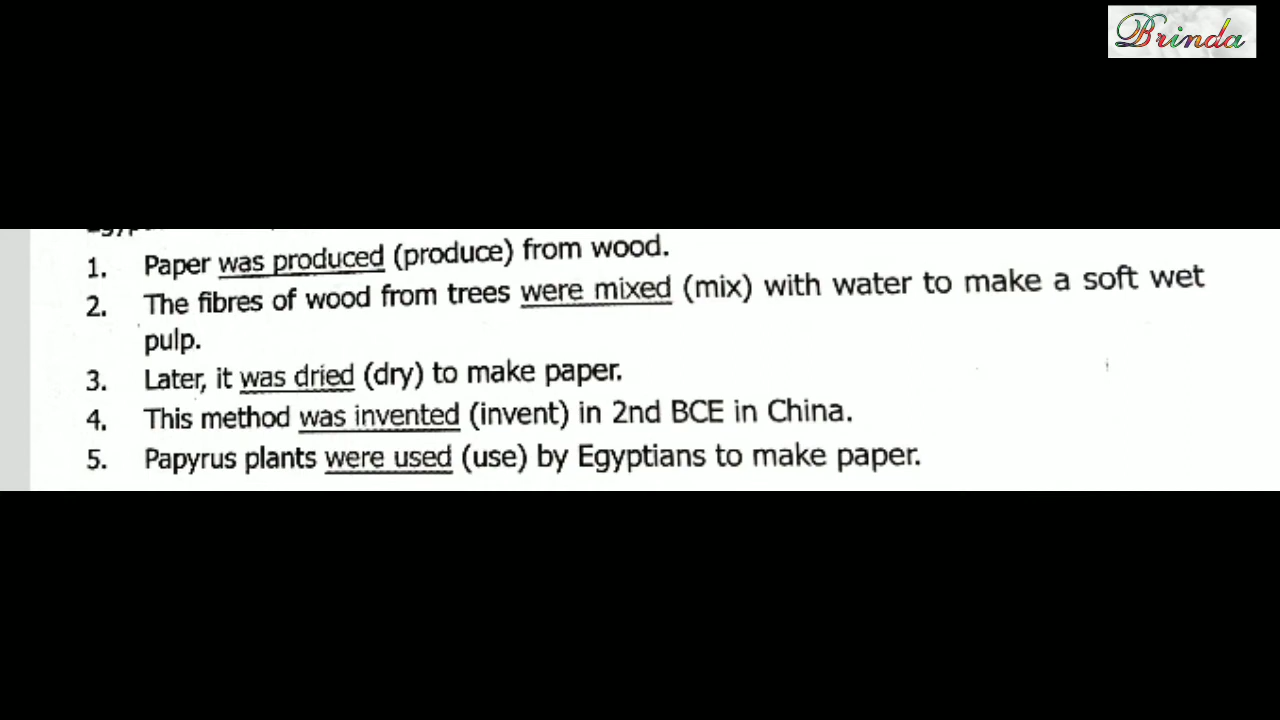 Brinda
1. Paper was produced (produce) from wood.
2. The fibres of wood from trees were mixed (mix) with water to make a soft wet
pulp.
3. Later, it was dried (dry) to make paper.
4. This method was invented (invent) in 2nd BCE in China.
5. Papyrus plants were used (use) by Egyptians to make paper.